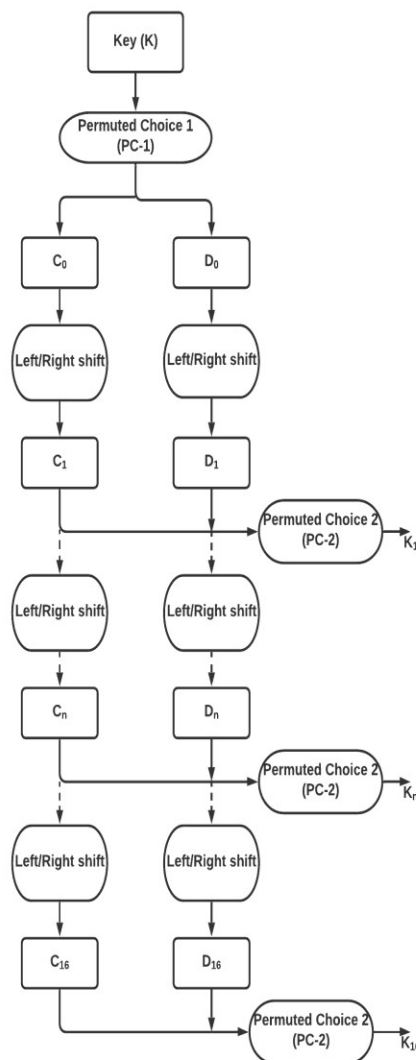 Key (K)
Permuted Choice 1
(PC-1)
C₀ D₀
Left/Right shift Left/Right shift
C₁ D₁
Permuted Choice 2
(PC-2)
K₁
Left/Right shift Left/Right shift
Cₙ Dₙ
Permuted Choice 2
(PC-2)
Kₙ
Left/Right shift Left/Right shift
C₁₆ D₁₆
Permuted Choice 2
(PC-2)
K₁₆